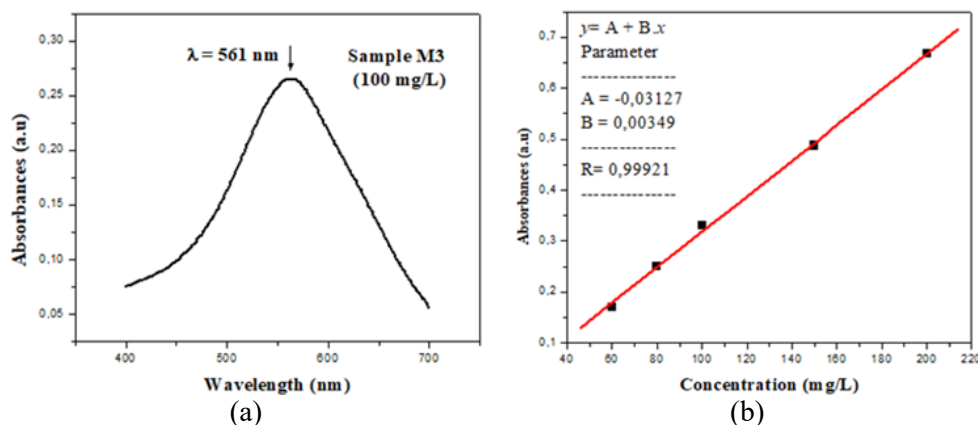 0,30
0,25
0,20
0,15
0,10
0,05
Absorbances (a.u)
λ = 561 nm
Sample M3
(100 mg/L)
400
500
600
700
Wavelength (nm)
(a)
0,7
0,6
0,5
0,4
0,3
0,2
0,1
Absorbances (a.u)
y= A + B.x
Parameter
---------------
A = -0,03127
B = 0,00349
---------------
R= 0,99921
---------------
40
60
80
100
120
140
160
180
200
220
Concentration (mg/L)
(b)